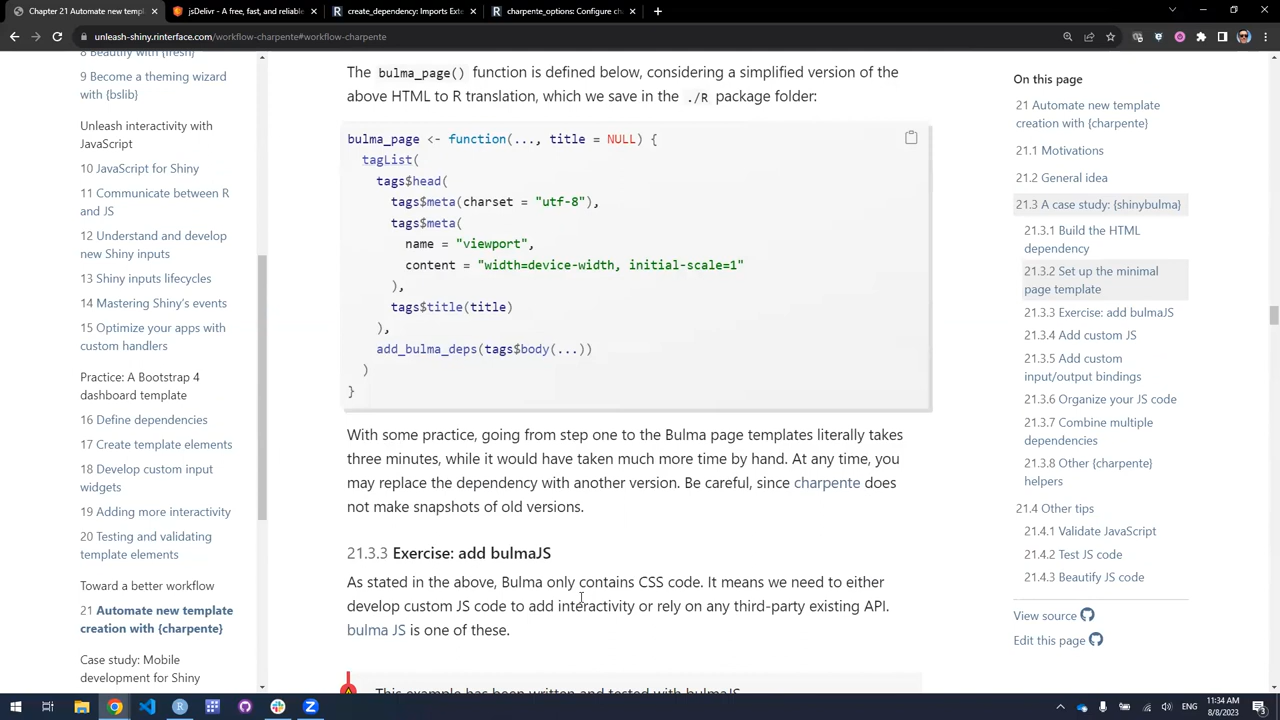 Chapter 21 Automate new templ
jsDelivr - A free, fast, and reliable
create_dependency: Imports Exte
charpente_options: Configure ch
unleash-shiny.rinterface.com/workflow-charpente#workflow-charpente
8 Beautify with {fresh}
9 Become a theming wizard
with {bslib}
Unleash interactivity with
JavaScript
10 JavaScript for Shiny
11 Communicate between R
and JS
12 Understand and develop
new Shiny inputs
13 Shiny inputs lifecycles
14 Mastering Shiny's events
15 Optimize your apps with
custom handlers
Practice: A Bootstrap 4
dashboard template
16 Define dependencies
17 Create template elements
18 Develop custom input
widgets
19 Adding more interactivity
20 Testing and validating
template elements
Toward a better workflow
21 Automate new template
creation with {charpente}
Case study: Mobile
development for Shiny
The bulma_page() function is defined below, considering a simplified version of the
above HTML to R translation, which we save in the ./R package folder:
bulma_page <- function(..., title = NULL) {
tagList(
tags$head(
tags$meta(charset = "utf-8"),
tags$meta(
name = "viewport",
content = "width=device-width, initial-scale=1"
),
tags$title(title)
),
add_bulma_deps(tags$body(...))
)
}
With some practice, going from step one to the Bulma page templates literally takes
three minutes, while it would have taken much more time by hand. At any time, you
may replace the dependency with another version. Be careful, since charpente does
not make snapshots of old versions.
21.3.3 Exercise: add bulmaJS
As stated in the above, Bulma only contains CSS code. It means we need to either
develop custom JS code to add interactivity or rely on any third-party existing API.
bulma JS is one of these.
This example has been written and tested with bulmaJS
On this page
21 Automate new template
creation with {charpente}
21.1 Motivations
21.2 General idea
21.3 A case study: {shinybulma}
21.3.1 Build the HTML
dependency
21.3.2 Set up the minimal
page template
21.3.3 Exercise: add bulmaJS
21.3.4 Add custom JS
21.3.5 Add custom
input/output bindings
21.3.6 Organize your JS code
21.3.7 Combine multiple
dependencies
21.3.8 Other {charpente}
helpers
21.4 Other tips
21.4.1 Validate JavaScript
21.4.2 Test JS code
21.4.3 Beautify JS code
View source
Edit this page
ENG
11:34 AM
8/8/2023